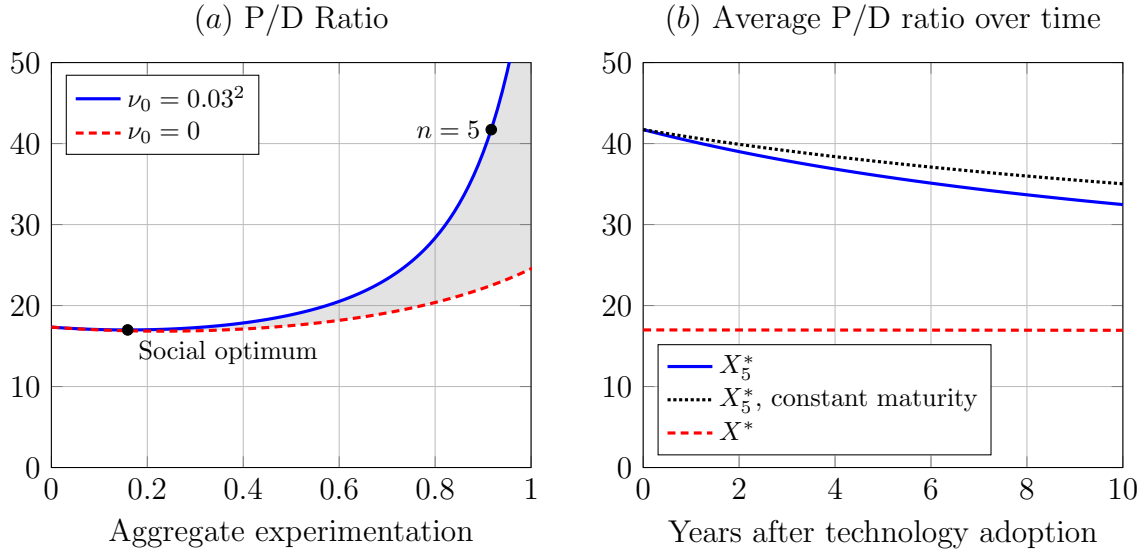 (a) P/D Ratio
50
40
30
20
10
0
ν₀ = 0.03²
ν₀ = 0
n = 5
Social optimum
0 0.2 0.4 0.6 0.8 1
Aggregate experimentation
(b) Average P/D ratio over time
50
40
30
20
10
0
X₅*
X₅*, constant maturity
X*
0 2 4 6 8 10
Years after technology adoption